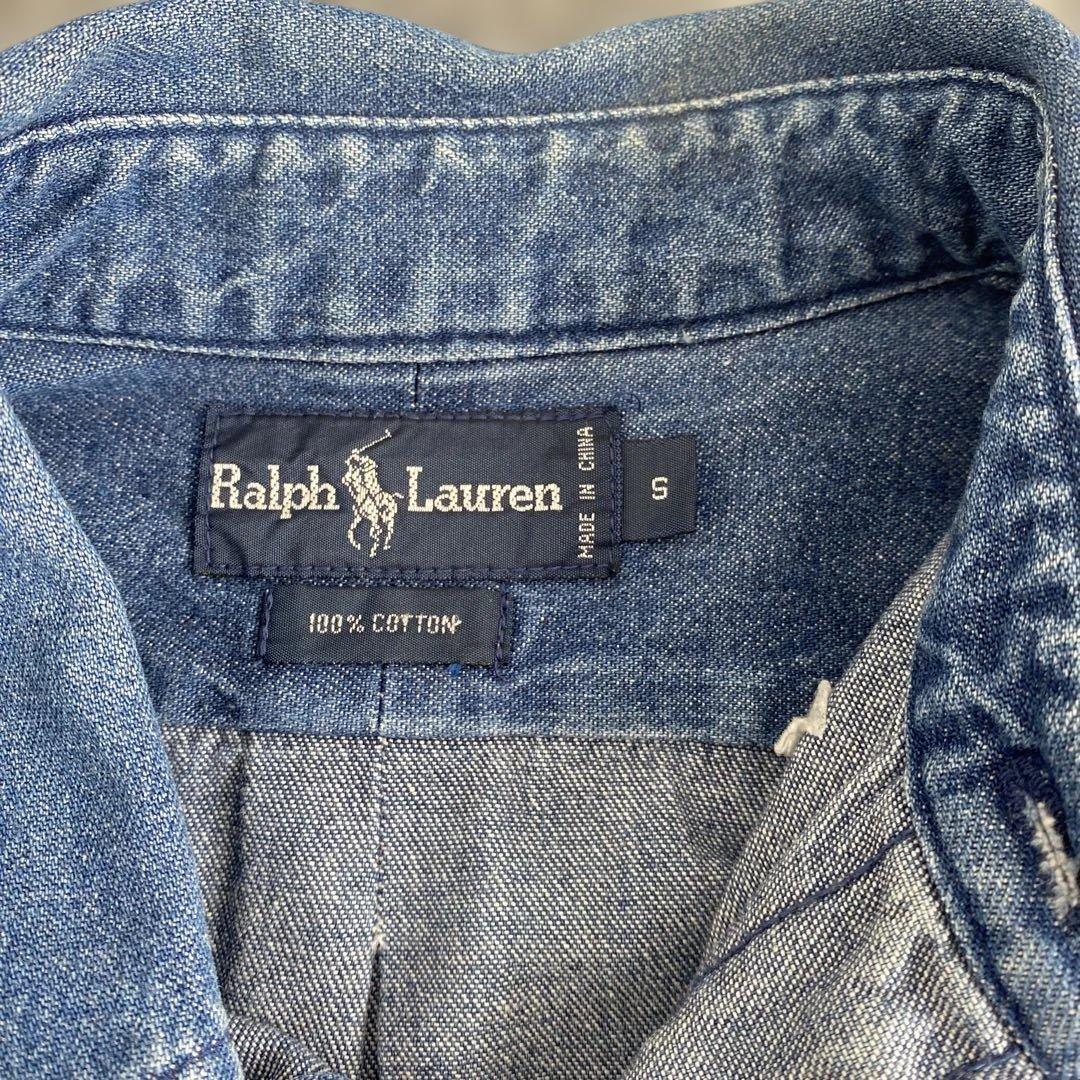 Ralph Lauren
MADE IN CHINA
S
100% COTTON